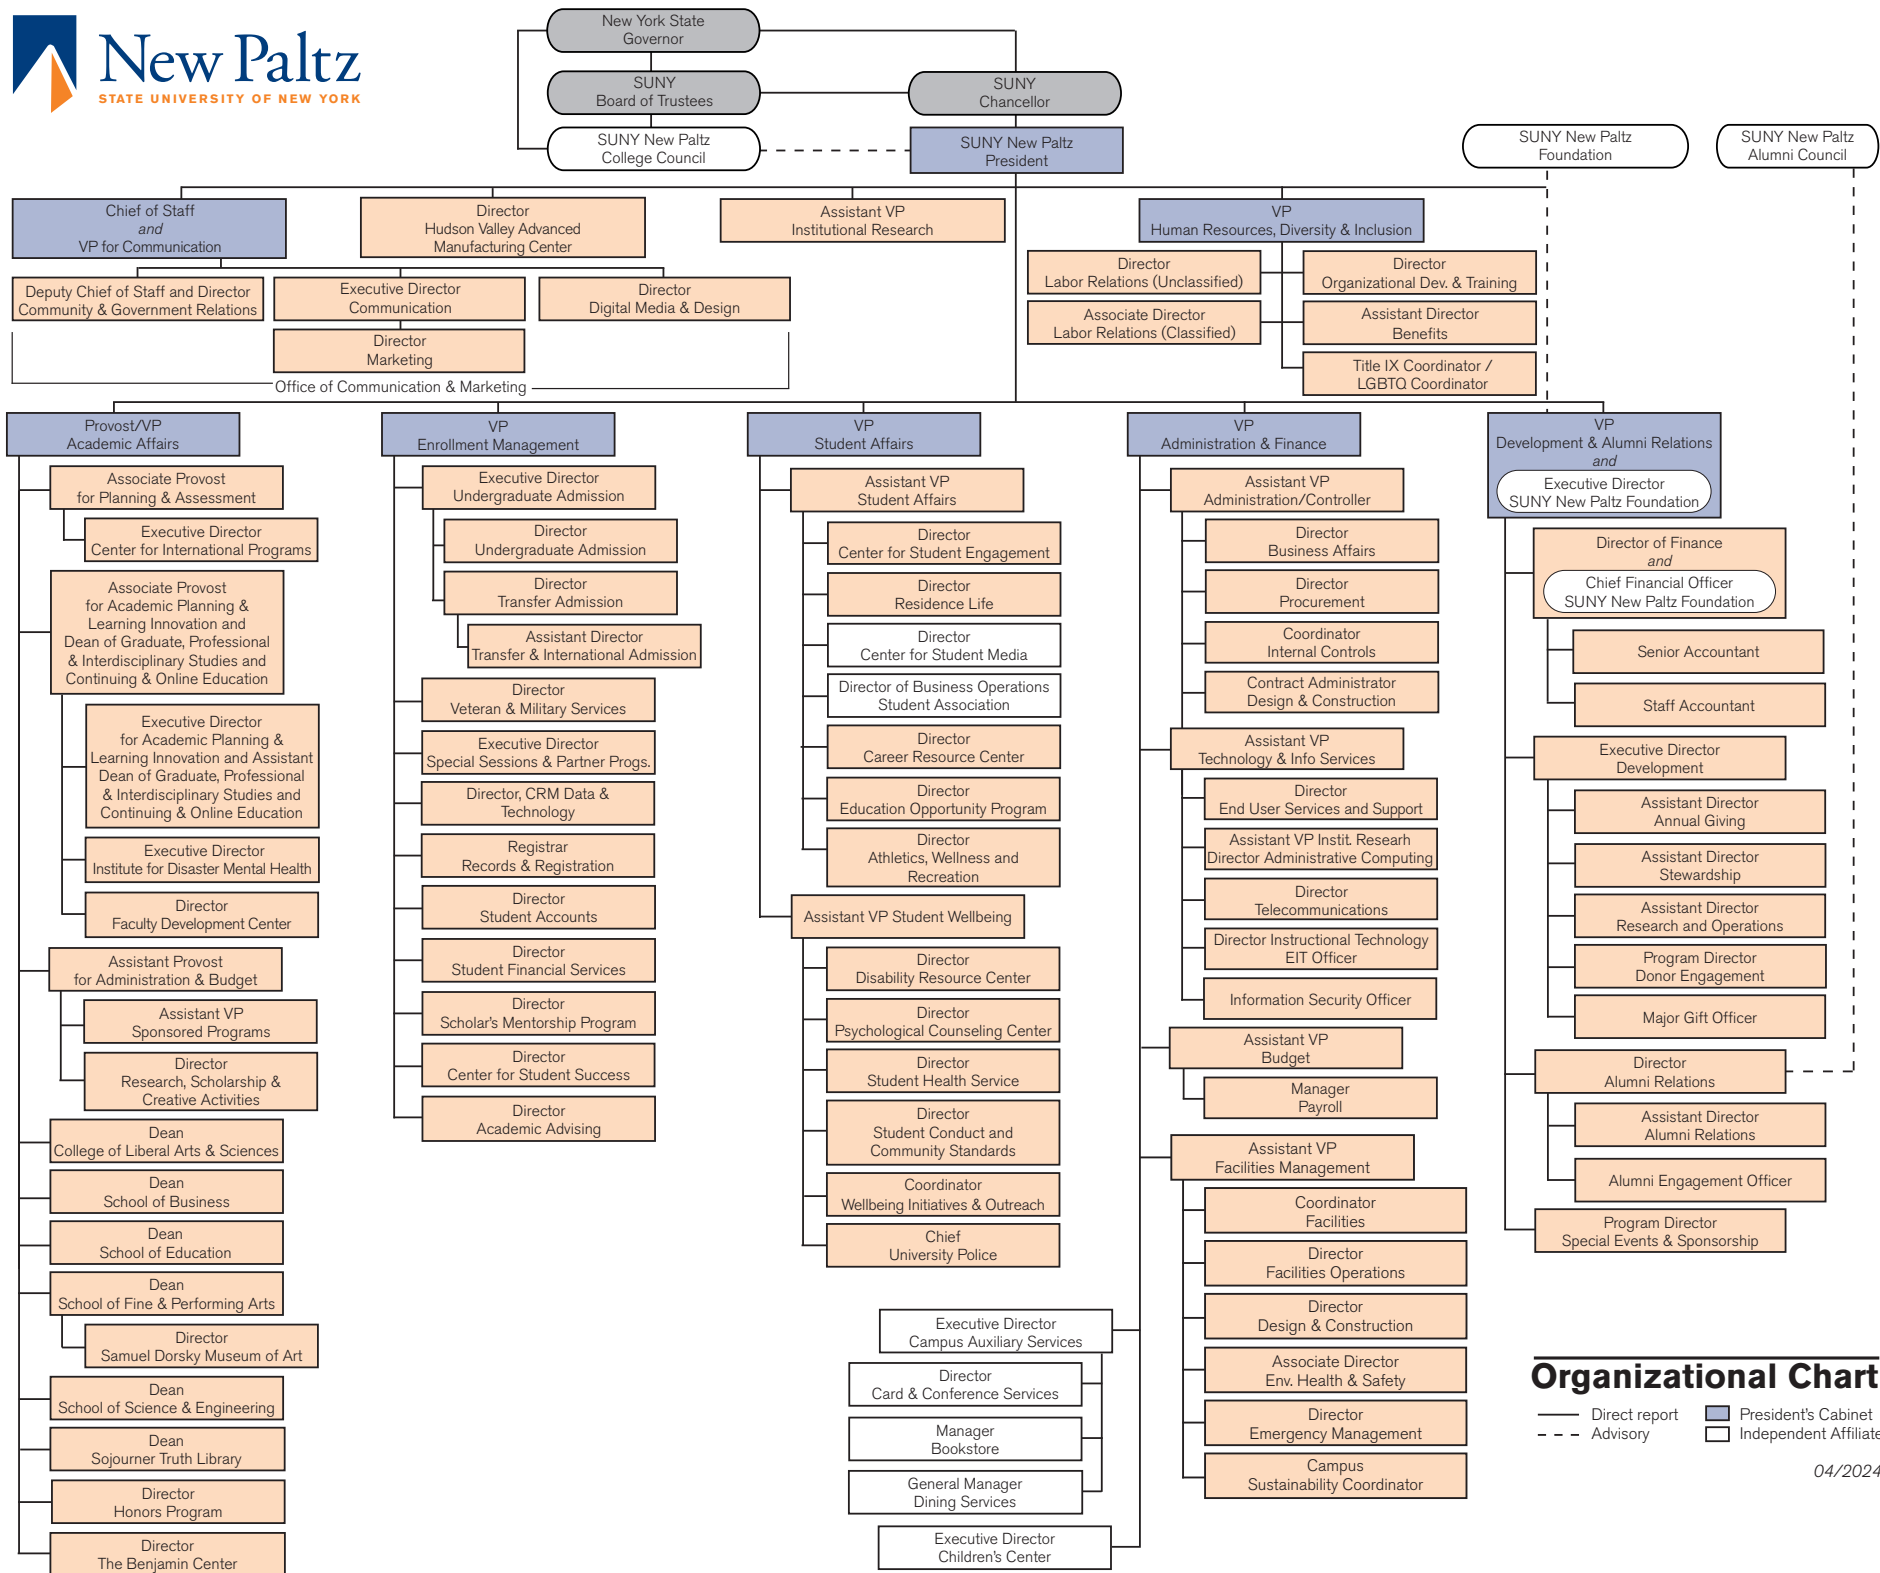 New Paltz
STATE UNIVERSITY OF NEW YORK
New York State
Governor
SUNY
Board of Trustees
SUNY
Chancellor
SUNY New Paltz
College Council
SUNY New Paltz
President
SUNY New Paltz
Foundation
SUNY New Paltz
Alumni Council
Chief of Staff
and
VP for Communication
Director
Hudson Valley Advanced
Manufacturing Center
Assistant VP
Institutional Research
VP
Human Resources, Diversity & Inclusion
Deputy Chief of Staff and Director
Community & Government Relations
Executive Director
Communication
Director
Digital Media & Design
Director
Marketing
Office of Communication & Marketing
Director
Labor Relations (Unclassified)
Director
Organizational Dev. & Training
Associate Director
Labor Relations (Classified)
Assistant Director
Benefits
Title IX Coordinator /
LGBTQ Coordinator
Provost/VP
Academic Affairs
Associate Provost
for Planning & Assessment
Executive Director
Center for International Programs
Associate Provost
for Academic Planning &
Learning Innovation and
Dean of Graduate, Professional
& Interdisciplinary Studies and
Continuing & Online Education
Executive Director
for Academic Planning &
Learning Innovation and Assistant
Dean of Graduate, Professional
& Interdisciplinary Studies and
Continuing & Online Education
Executive Director
Institute for Disaster Mental Health
Director
Faculty Development Center
Assistant Provost
for Administration & Budget
Assistant VP
Sponsored Programs
Director
Research, Scholarship &
Creative Activities
Dean
College of Liberal Arts & Sciences
Dean
School of Business
Dean
School of Education
Dean
School of Fine & Performing Arts
Director
Samuel Dorsky Museum of Art
Dean
School of Science & Engineering
Dean
Sojourner Truth Library
Director
Honors Program
Director
The Benjamin Center
VP
Enrollment Management
Executive Director
Undergraduate Admission
Director
Undergraduate Admission
Director
Transfer Admission
Assistant Director
Transfer & International Admission
Director
Veteran & Military Services
Executive Director
Special Sessions & Partner Progs.
Director, CRM Data &
Technology
Registrar
Records & Registration
Director
Student Accounts
Director
Student Financial Services
Director
Scholar's Mentorship Program
Director
Center for Student Success
Director
Academic Advising
VP
Student Affairs
Assistant VP
Student Affairs
Director
Center for Student Engagement
Director
Residence Life
Director
Center for Student Media
Director of Business Operations
Student Association
Director
Career Resource Center
Director
Education Opportunity Program
Director
Athletics, Wellness and
Recreation
Assistant VP Student Wellbeing
Director
Disability Resource Center
Director
Psychological Counseling Center
Director
Student Health Service
Director
Student Conduct and
Community Standards
Coordinator
Wellbeing Initiatives & Outreach
Chief
University Police
VP
Administration & Finance
Assistant VP
Administration/Controller
Director
Business Affairs
Director
Procurement
Coordinator
Internal Controls
Contract Administrator
Design & Construction
Assistant VP
Technology & Info Services
Director
End User Services and Support
Assistant VP Instit. Researh
Director Administrative Computing
Director
Telecommunications
Director Instructional Technology
EIT Officer
Information Security Officer
Assistant VP
Budget
Manager
Payroll
Assistant VP
Facilities Management
Coordinator
Facilities
Director
Facilities Operations
Director
Design & Construction
Associate Director
Env. Health & Safety
Director
Emergency Management
Campus
Sustainability Coordinator
Executive Director
Campus Auxiliary Services
Director
Card & Conference Services
Manager
Bookstore
General Manager
Dining Services
Executive Director
Children's Center
VP
Development & Alumni Relations
and
Executive Director
SUNY New Paltz Foundation
Director of Finance
and
Chief Financial Officer
SUNY New Paltz Foundation
Senior Accountant
Staff Accountant
Executive Director
Development
Assistant Director
Annual Giving
Assistant Director
Stewardship
Assistant Director
Research and Operations
Program Director
Donor Engagement
Major Gift Officer
Director
Alumni Relations
Assistant Director
Alumni Relations
Alumni Engagement Officer
Program Director
Special Events & Sponsorship
Organizational Chart
Direct report
President's Cabinet
Advisory
Independent Affiliate
04/2024